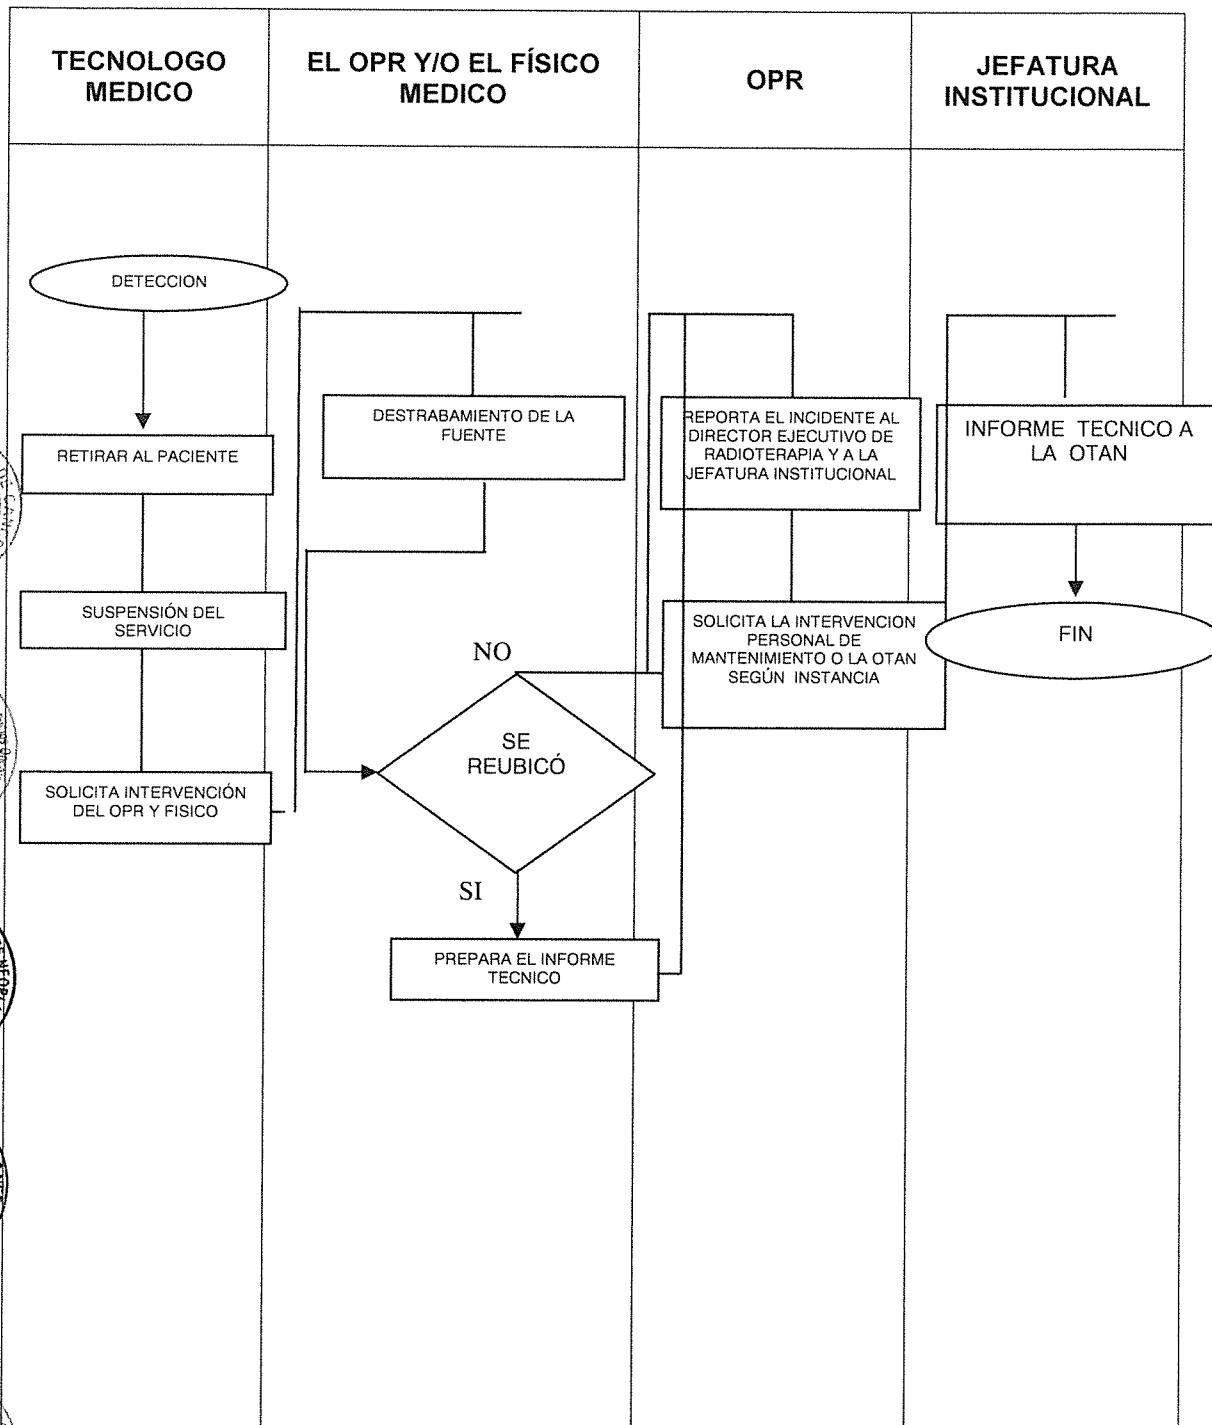 TECNOLOGO
MEDICO
EL OPR Y/O EL FÍSICO
MEDICO
OPR
JEFATURA
INSTITUCIONAL
DETECCION
RETIRAR AL PACIENTE
SUSPENSIÓN DEL
SERVICIO
SOLICITA INTERVENCIÓN
DEL OPR Y FISICO
DESTRABAMIENTO DE LA
FUENTE
NO
SE
REUBICÓ
SI
PREPARA EL INFORME
TECNICO
REPORTA EL INCIDENTE AL
DIRECTOR EJECUTIVO DE
RADIOTERAPIA Y A LA
JEFATURA INSTITUCIONAL
SOLICITA LA INTERVENCION
PERSONAL DE
MANTENIMIENTO O LA OTAN
SEGÚN INSTANCIA
INFORME TECNICO A
LA OTAN
FIN